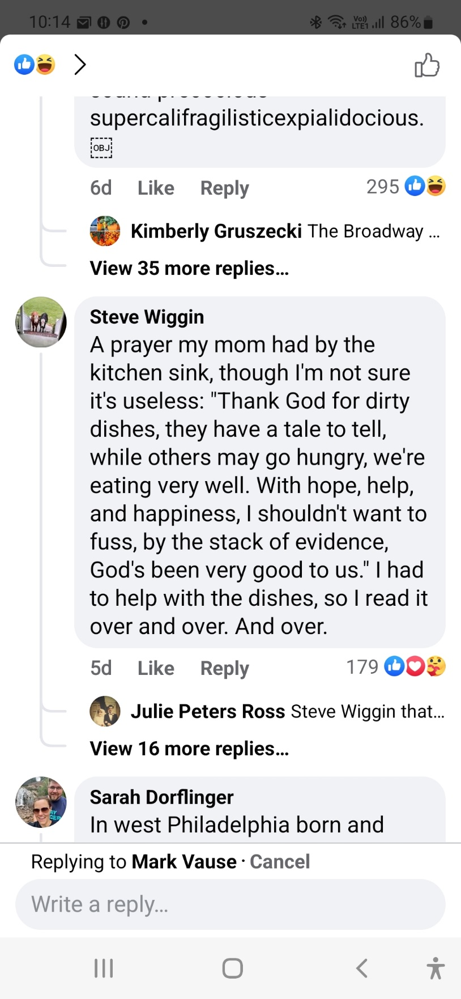 10:14 Vo)) LTE1 86%
supercalifragilisticexpialidocious.
OBJ
6d Like Reply 295
Kimberly Gruszecki The Broadway ...
View 35 more replies...
Steve Wiggin
A prayer my mom had by the
kitchen sink, though I'm not sure
it's useless: "Thank God for dirty
dishes, they have a tale to tell,
while others may go hungry, we're
eating very well. With hope, help,
and happiness, I shouldn't want to
fuss, by the stack of evidence,
God's been very good to us." I had
to help with the dishes, so I read it
over and over. And over.
5d Like Reply 179
Julie Peters Ross Steve Wiggin that...
View 16 more replies...
Sarah Dorflinger
In west Philadelphia born and
Replying to Mark Vause · Cancel
Write a reply...